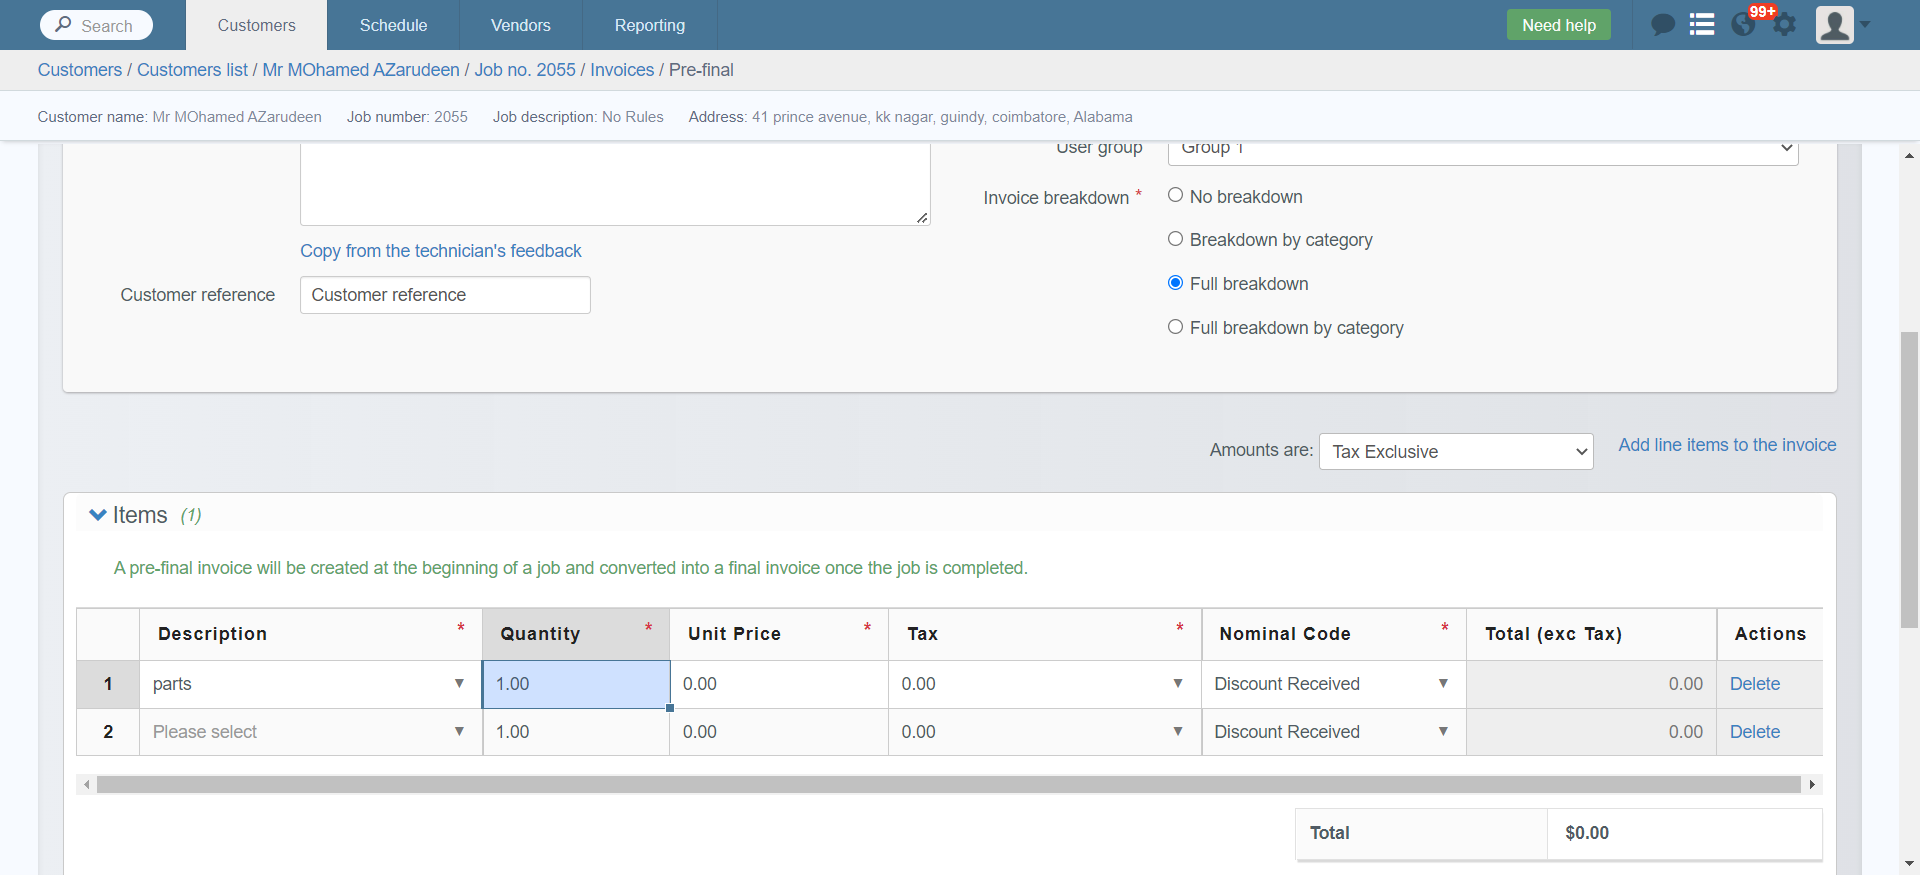 Search
Customers
Schedule
Vendors
Reporting
Need help
99+
Customers / Customers list / Mr MOhamed AZarudeen / Job no. 2055 / Invoices / Pre-final
Customer name: Mr MOhamed AZarudeen Job number: 2055 Job description: No Rules Address: 41 prince avenue, kk nagar, guindy, coimbatore, Alabama
User group Group 1
Invoice breakdown *
No breakdown
Breakdown by category
Full breakdown
Full breakdown by category
Copy from the technician's feedback
Customer reference Customer reference
Amounts are: Tax Exclusive Add line items to the invoice
Items (1)
A pre-final invoice will be created at the beginning of a job and converted into a final invoice once the job is completed.
Description * Quantity * Unit Price * Tax * Nominal Code * Total (exc Tax) Actions
1 parts 1.00 0.00 0.00 Discount Received 0.00 Delete
2 Please select 1.00 0.00 0.00 Discount Received 0.00 Delete
Total $0.00